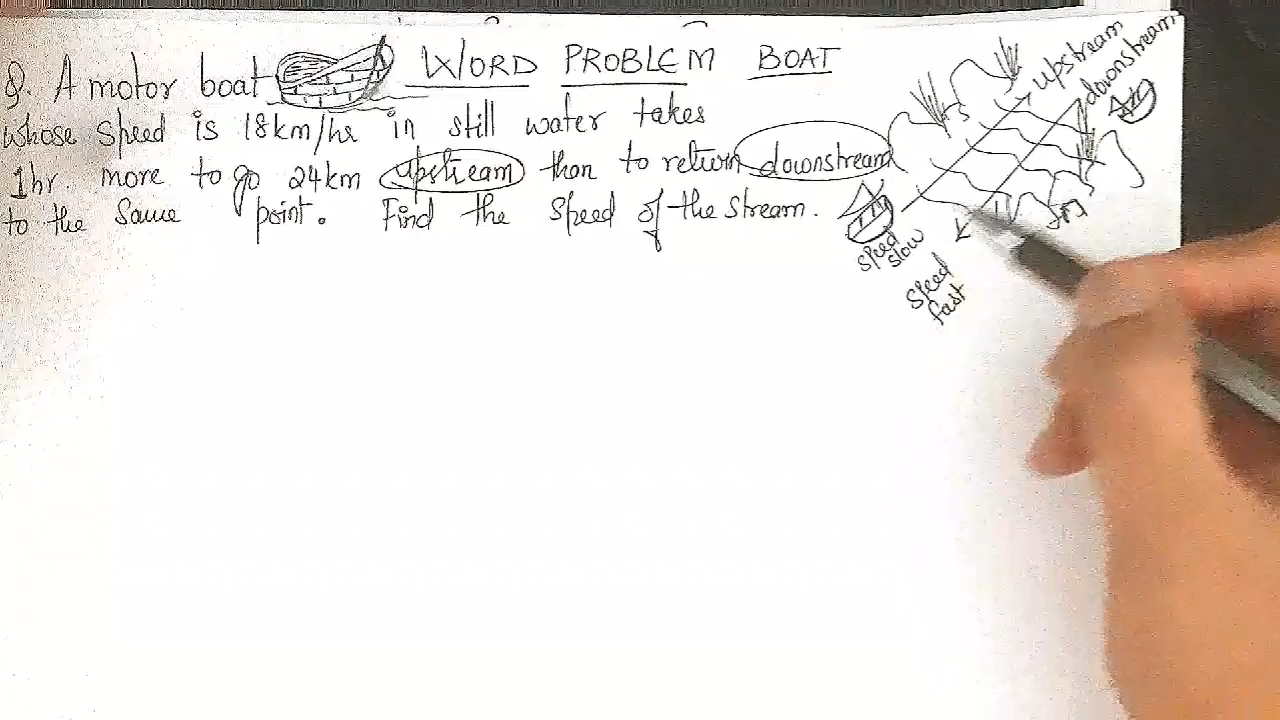 WORD PROBLEM BOAT
Q. A motor boat
whose speed is 18km/hr in still water takes
1hr. more to go 24km upstream than to return downstream
to the same point. Find the speed of the stream.
upstream
downstream
speed
slow
speed
fast